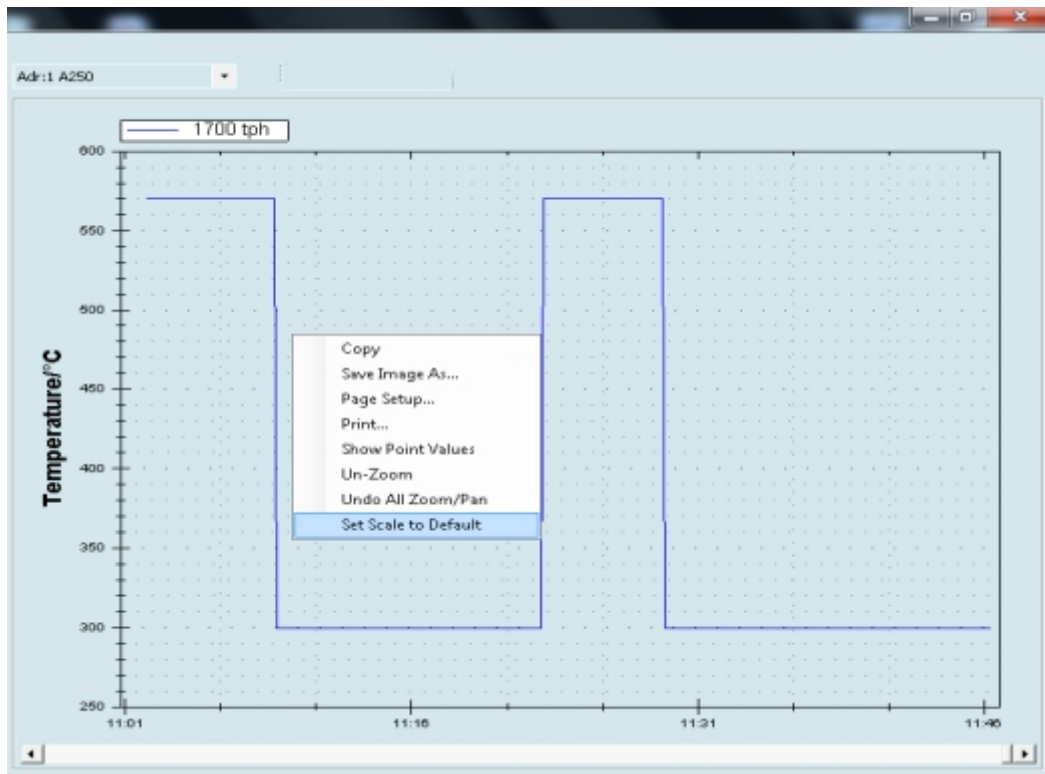 Adr:1 A250
1700 tph
Temperature/°C
600
550
500
450
400
350
300
250
11:01
11:16
11:31
11:46
Copy
Save Image As...
Page Setup...
Print...
Show Point Values
Un-Zoom
Undo All Zoom/Pan
Set Scale to Default